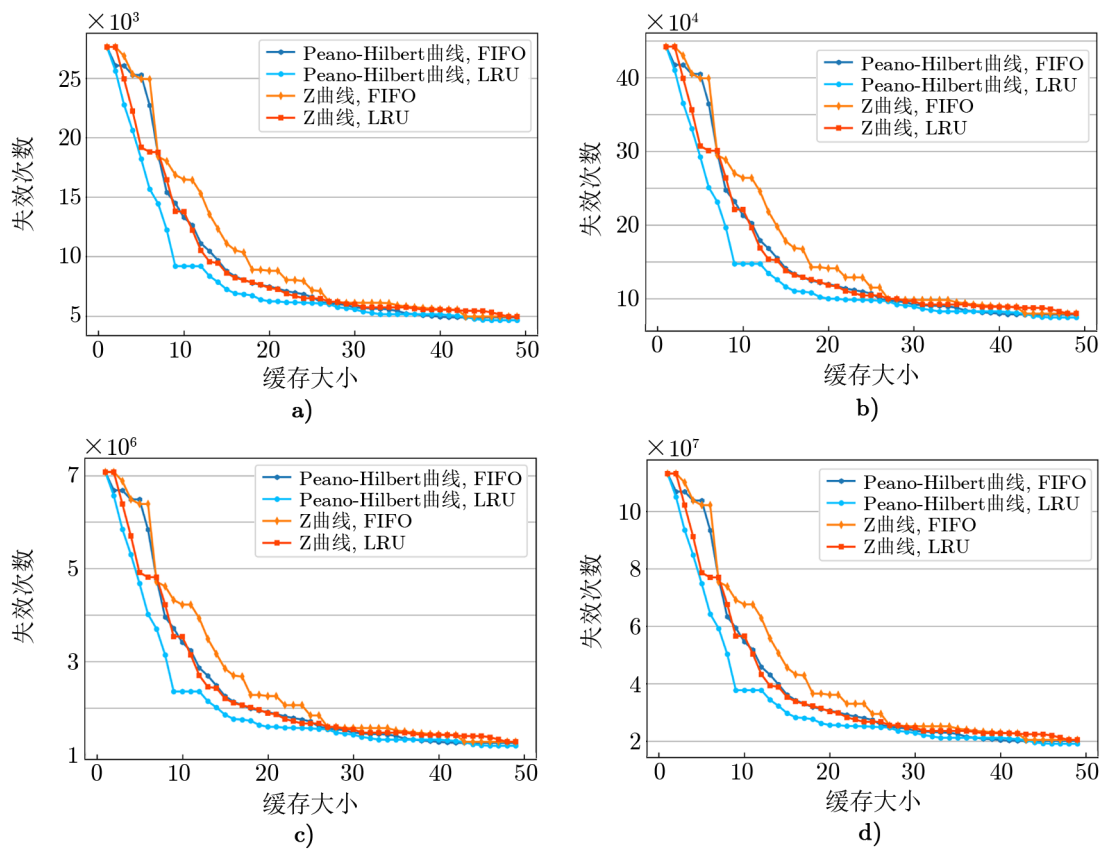 ×10³
Peano-Hilbert曲线, FIFO
Peano-Hilbert曲线, LRU
Z曲线, FIFO
Z曲线, LRU
25
20
15
10
5
失效次数
0 10 20 30 40 50
缓存大小
a)
×10⁴
Peano-Hilbert曲线, FIFO
Peano-Hilbert曲线, LRU
Z曲线, FIFO
Z曲线, LRU
40
30
20
10
失效次数
0 10 20 30 40 50
缓存大小
b)
×10⁶
Peano-Hilbert曲线, FIFO
Peano-Hilbert曲线, LRU
Z曲线, FIFO
Z曲线, LRU
7
5
3
1
失效次数
0 10 20 30 40 50
缓存大小
c)
×10⁷
Peano-Hilbert曲线, FIFO
Peano-Hilbert曲线, LRU
Z曲线, FIFO
Z曲线, LRU
10
8
6
4
2
失效次数
0 10 20 30 40 50
缓存大小
d)